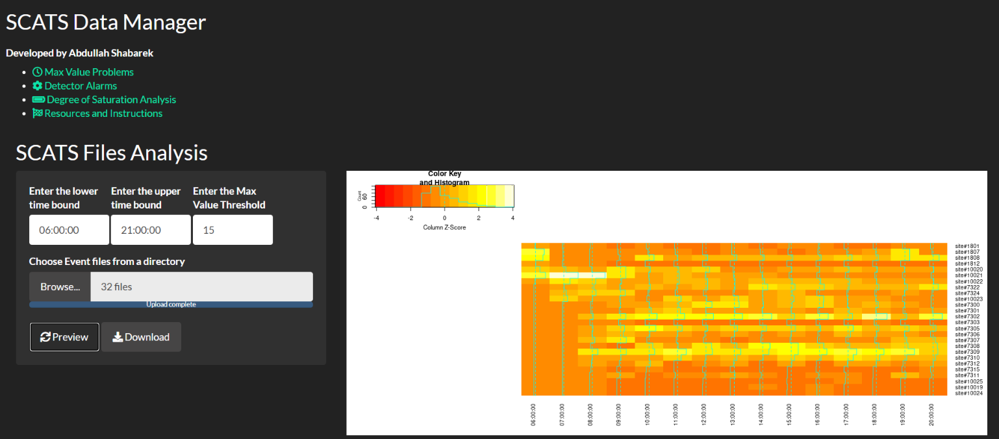 SCATS Data Manager
Developed by Abdullah Shabarek
Max Value Problems
Detector Alarms
Degree of Saturation Analysis
Resources and Instructions
SCATS Files Analysis
Enter the lower
time bound
Enter the upper
time bound
Enter the Max
Value Threshold
06:00:00
21:00:00
15
Choose Event files from a directory
Browse...
32 files
Upload complete
Preview
Download
Color Key
and Histogram
Count
0 60
-4 -2 0 2 4
Column Z-Score
site#1801
site#1807
site#1808
site#1812
site#10020
site#10021
site#10022
site#7322
site#7324
site#10023
site#7300
site#7301
site#7302
site#7303
site#7305
site#7306
site#7307
site#7308
site#7309
site#7310
site#7312
site#7315
site#7311
site#10025
site#10019
site#10024
06:00:00
07:00:00
08:00:00
09:00:00
10:00:00
11:00:00
12:00:00
13:00:00
14:00:00
15:00:00
16:00:00
17:00:00
18:00:00
19:00:00
20:00:00